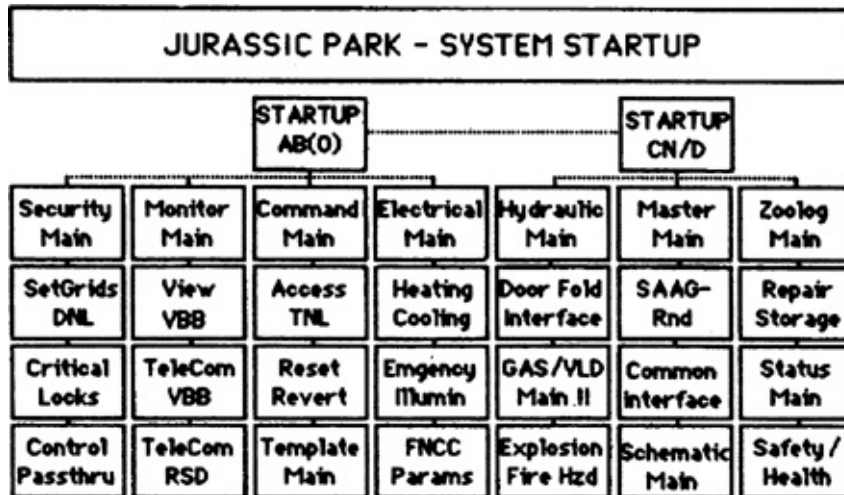 JURASSIC PARK - SYSTEM STARTUP
STARTUP
AB(0)
STARTUP
CN/D
Security
Main
Monitor
Main
Command
Main
Electrical
Main
Hydraulic
Main
Master
Main
Zoolog
Main
SetGrids
DNL
View
VBB
Access
TNL
Heating
Cooling
Door Fold
Interface
SAAG-
Rnd
Repair
Storage
Critical
Locks
TeleCom
VBB
Reset
Revert
Emgency
Illumin
GAS/VLD
Main II
Common
Interface
Status
Main
Control
Passthru
TeleCom
RSD
Template
Main
FNCC
Params
Explosion
Fire Hzd
Schematic
Main
Safety/
Health